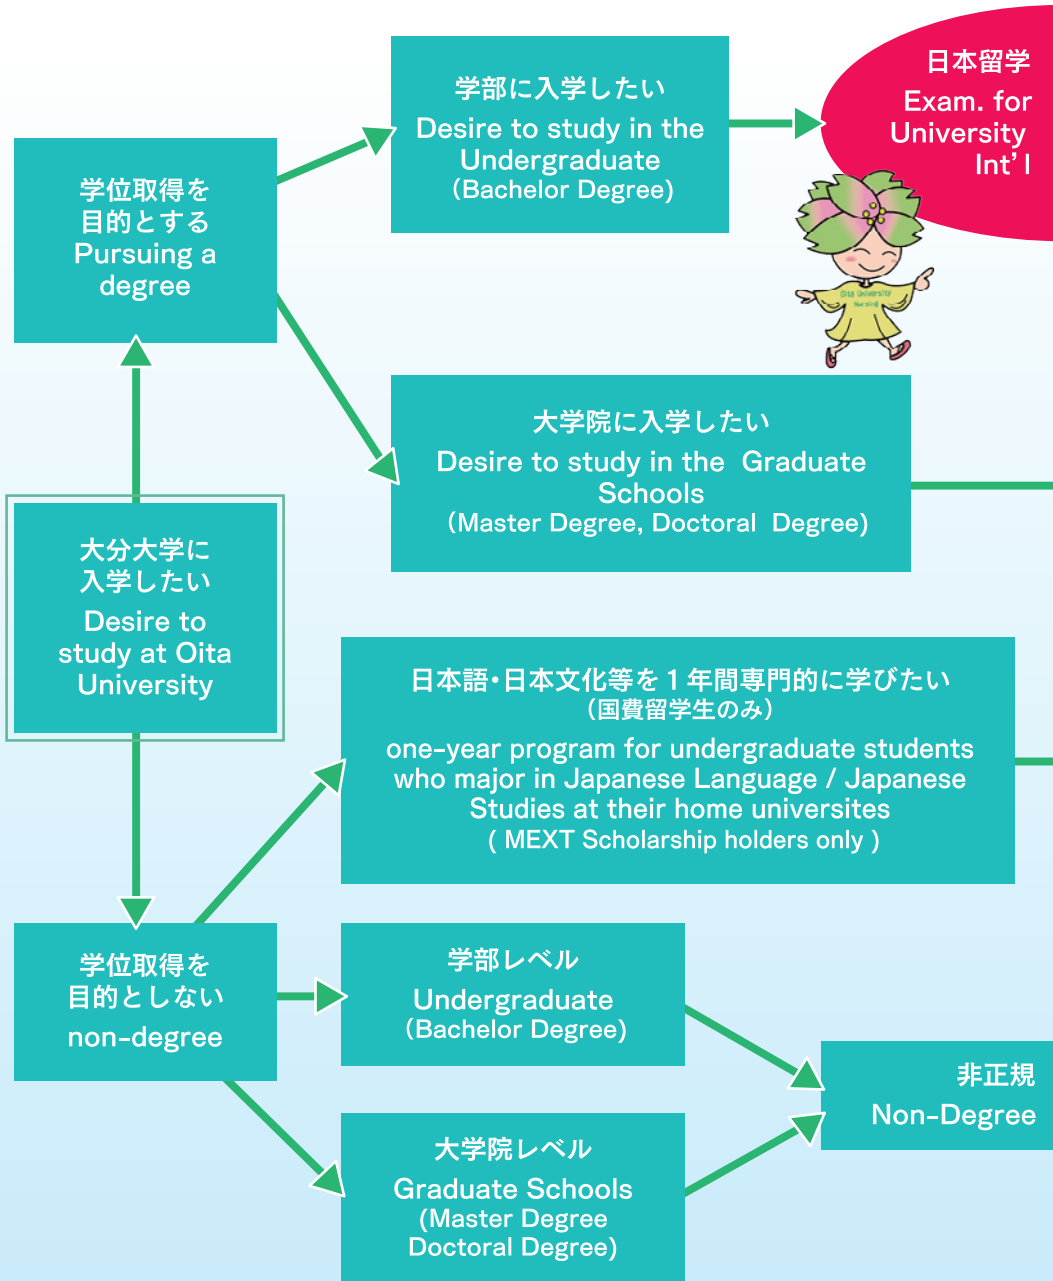 学部に入学したい
Desire to study in the
Undergraduate
(Bachelor Degree)
日本留学
Exam. for
University
Int'l
学位取得を
目的とする
Pursuing a
degree
Oita University
Nursing
大学院に入学したい
Desire to study in the Graduate
Schools
(Master Degree, Doctoral Degree)
大分大学に
入学したい
Desire to
study at Oita
University
日本語・日本文化等を1年間専門的に学びたい
(国費留学生のみ)
one-year program for undergraduate students
who major in Japanese Language / Japanese
Studies at their home universites
( MEXT Scholarship holders only )
学位取得を
目的としない
non-degree
学部レベル
Undergraduate
(Bachelor Degree)
非正規
Non-Degree
大学院レベル
Graduate Schools
(Master Degree
Doctoral Degree)